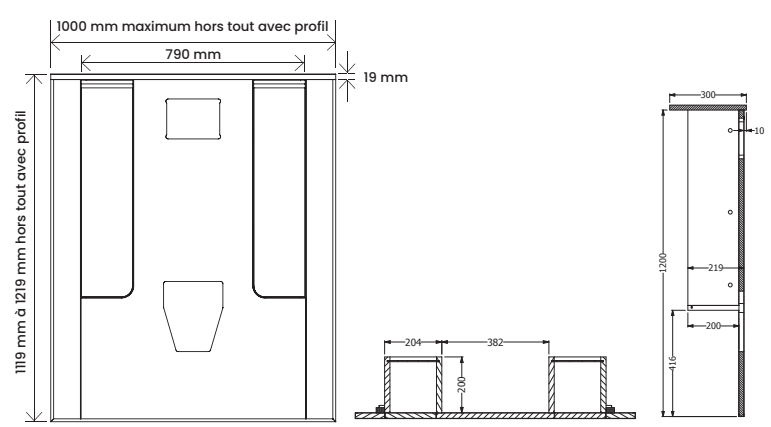 1000 mm maximum hors tout avec profil
790 mm
19 mm
1119 mm à 1219 mm hors tout avec profil
300
10
1200
219
200
416
204
382
200